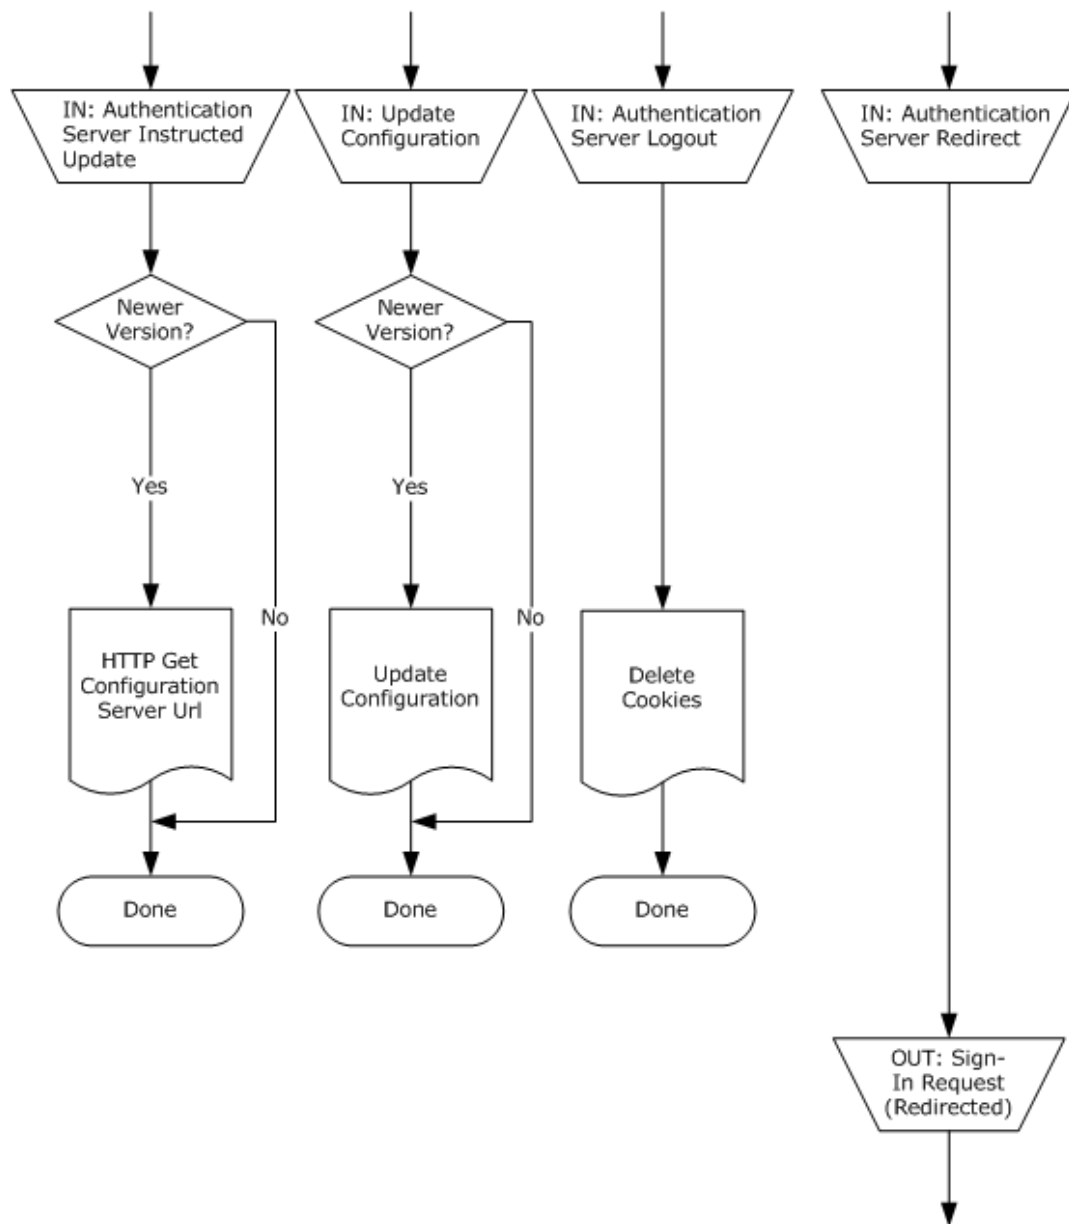 IN: Authentication
Server Instructed
Update
IN: Update
Configuration
IN: Authentication
Server Logout
IN: Authentication
Server Redirect
Newer
Version?
Newer
Version?
Yes
Yes
No
No
HTTP Get
Configuration
Server Url
Update
Configuration
Delete
Cookies
Done
Done
Done
OUT: Sign-
In Request
(Redirected)